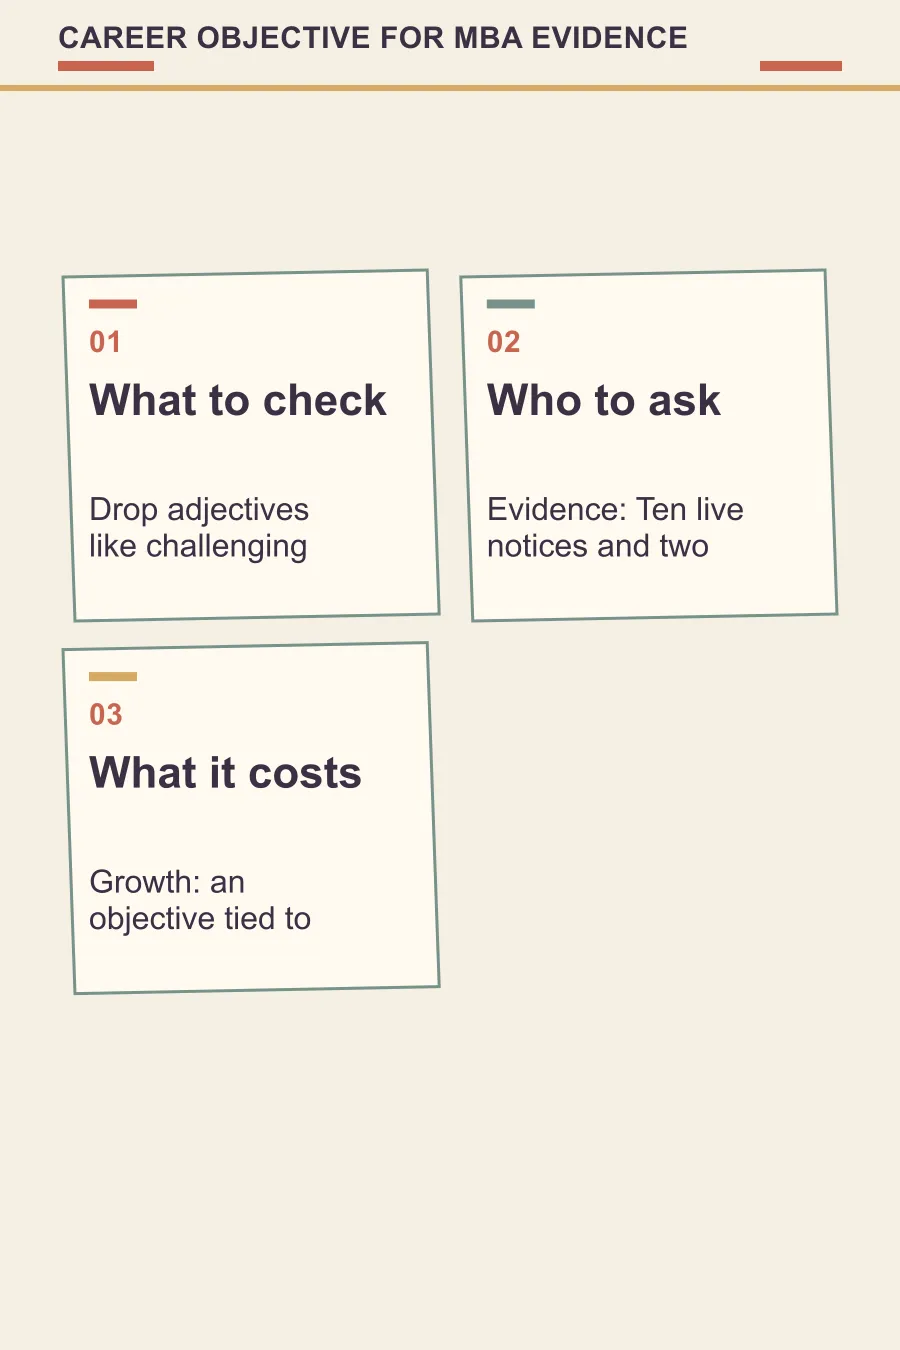 CAREER OBJECTIVE FOR MBA EVIDENCE
01
What to check
Drop adjectives
like challenging
02
Who to ask
Evidence: Ten live
notices and two
03
What it costs
Growth: an
objective tied to